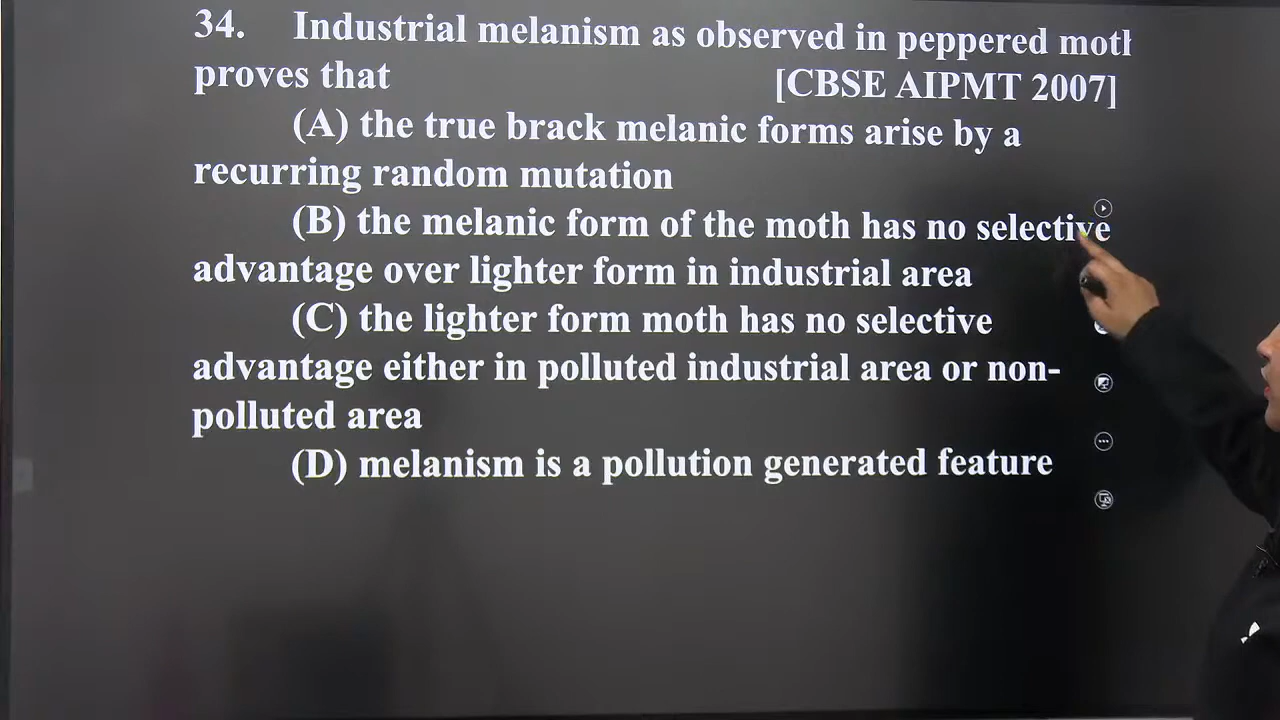 34. Industrial melanism as observed in peppered moth
proves that [CBSE AIPMT 2007]
(A) the true brack melanic forms arise by a
recurring random mutation
(B) the melanic form of the moth has no selective
advantage over lighter form in industrial area
(C) the lighter form moth has no selective
advantage either in polluted industrial area or non-
polluted area
(D) melanism is a pollution generated feature